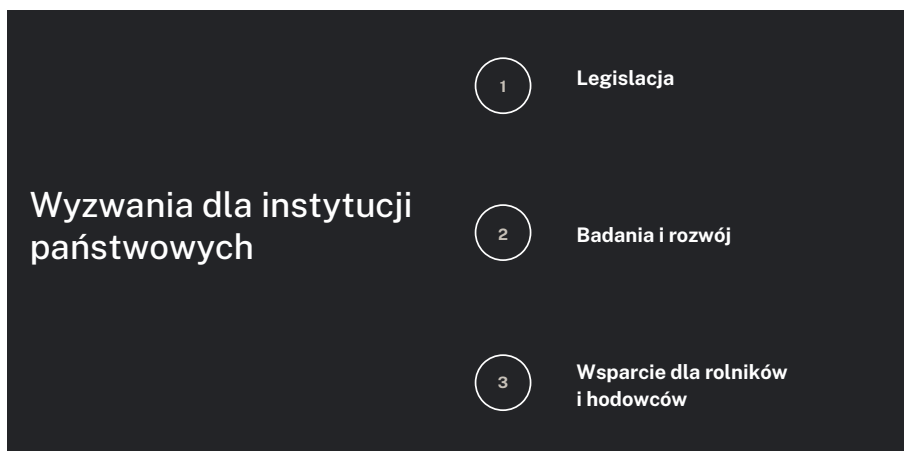 Wyzwania dla instytucji
państwowych
1
Legislacja
2
Badania i rozwój
3
Wsparcie dla rolników
i hodowców